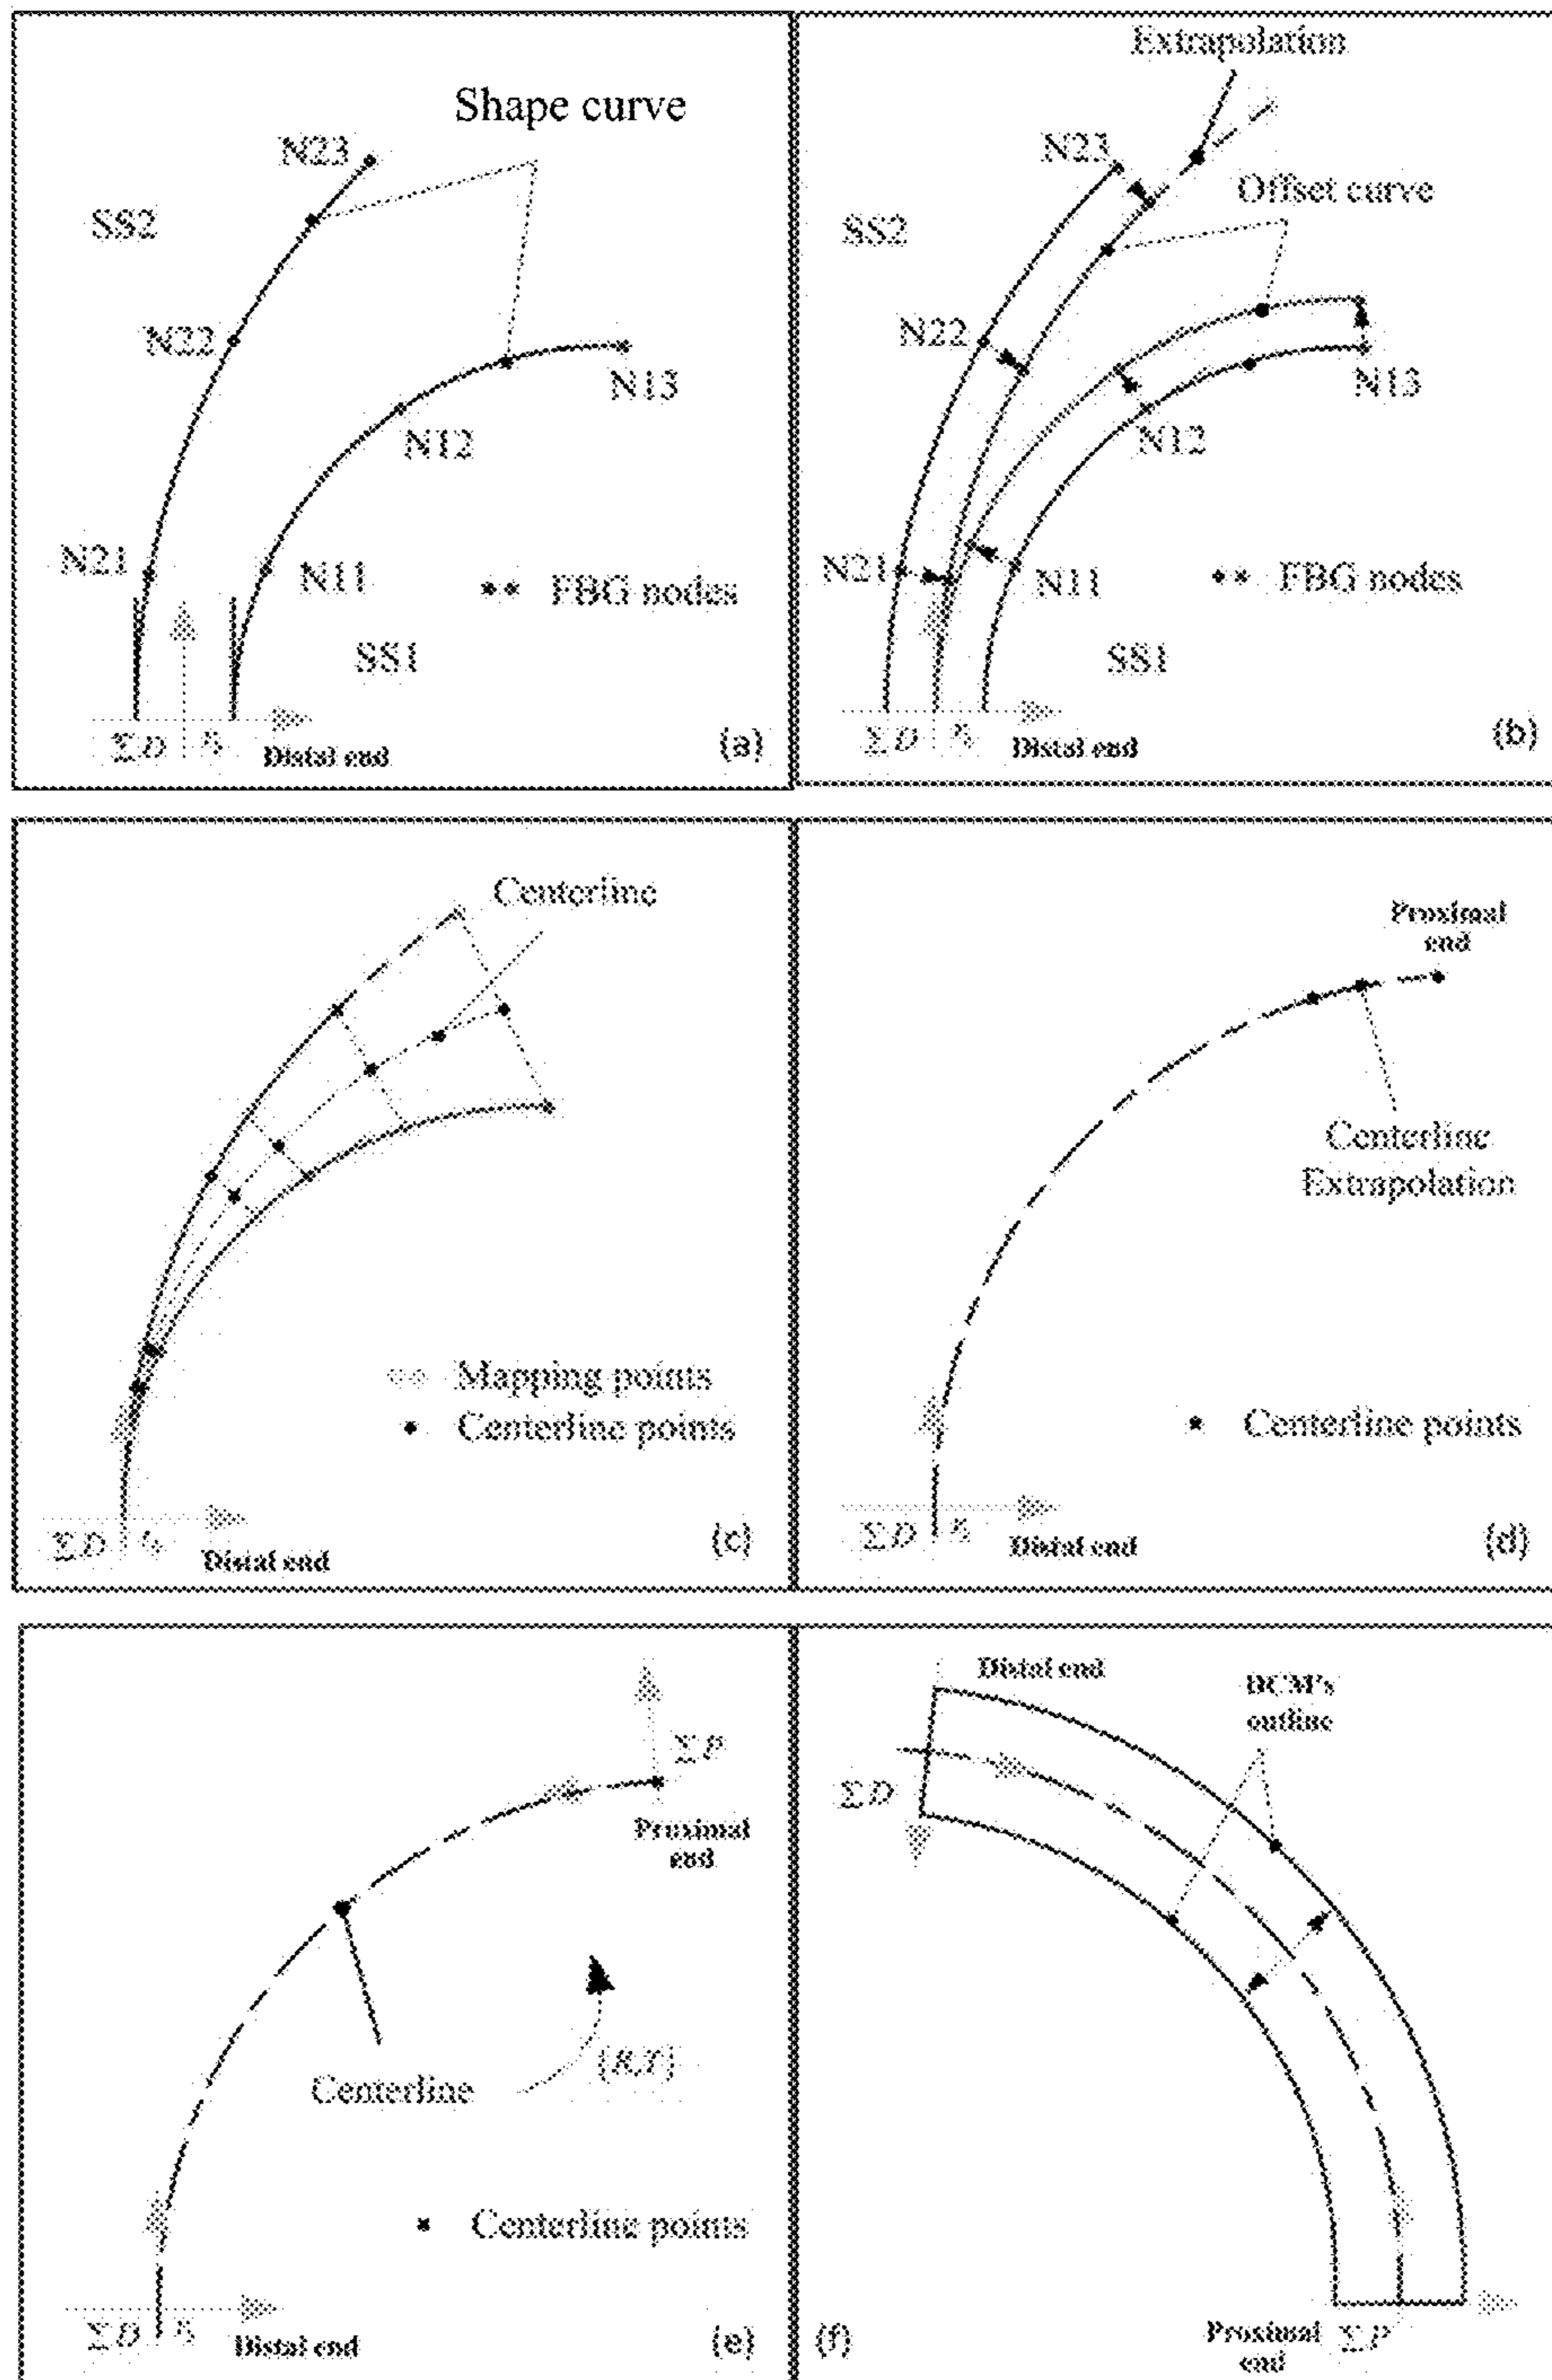 Shape curve
N23
SS2
N22
N13
N12
N21
N11
FBG nodes
SS1
ΣD
Distal end
(a)
Extrapolation
N23
Offset curve
SS2
N22
N13
N12
N21
N11
FBG nodes
SS1
ΣD
Distal end
(b)
Centerline
Mapping points
Centerline points
ΣD
Distal end
(c)
Proximal
end
Centerline
Extrapolation
Centerline points
ΣD
Distal end
(d)
ΣP
Proximal
end
{R,T}
Centerline
Centerline points
ΣD
Distal end
(e)
Distal end
DCM's
outline
ΣD
(f)
Proximal
end
ΣP